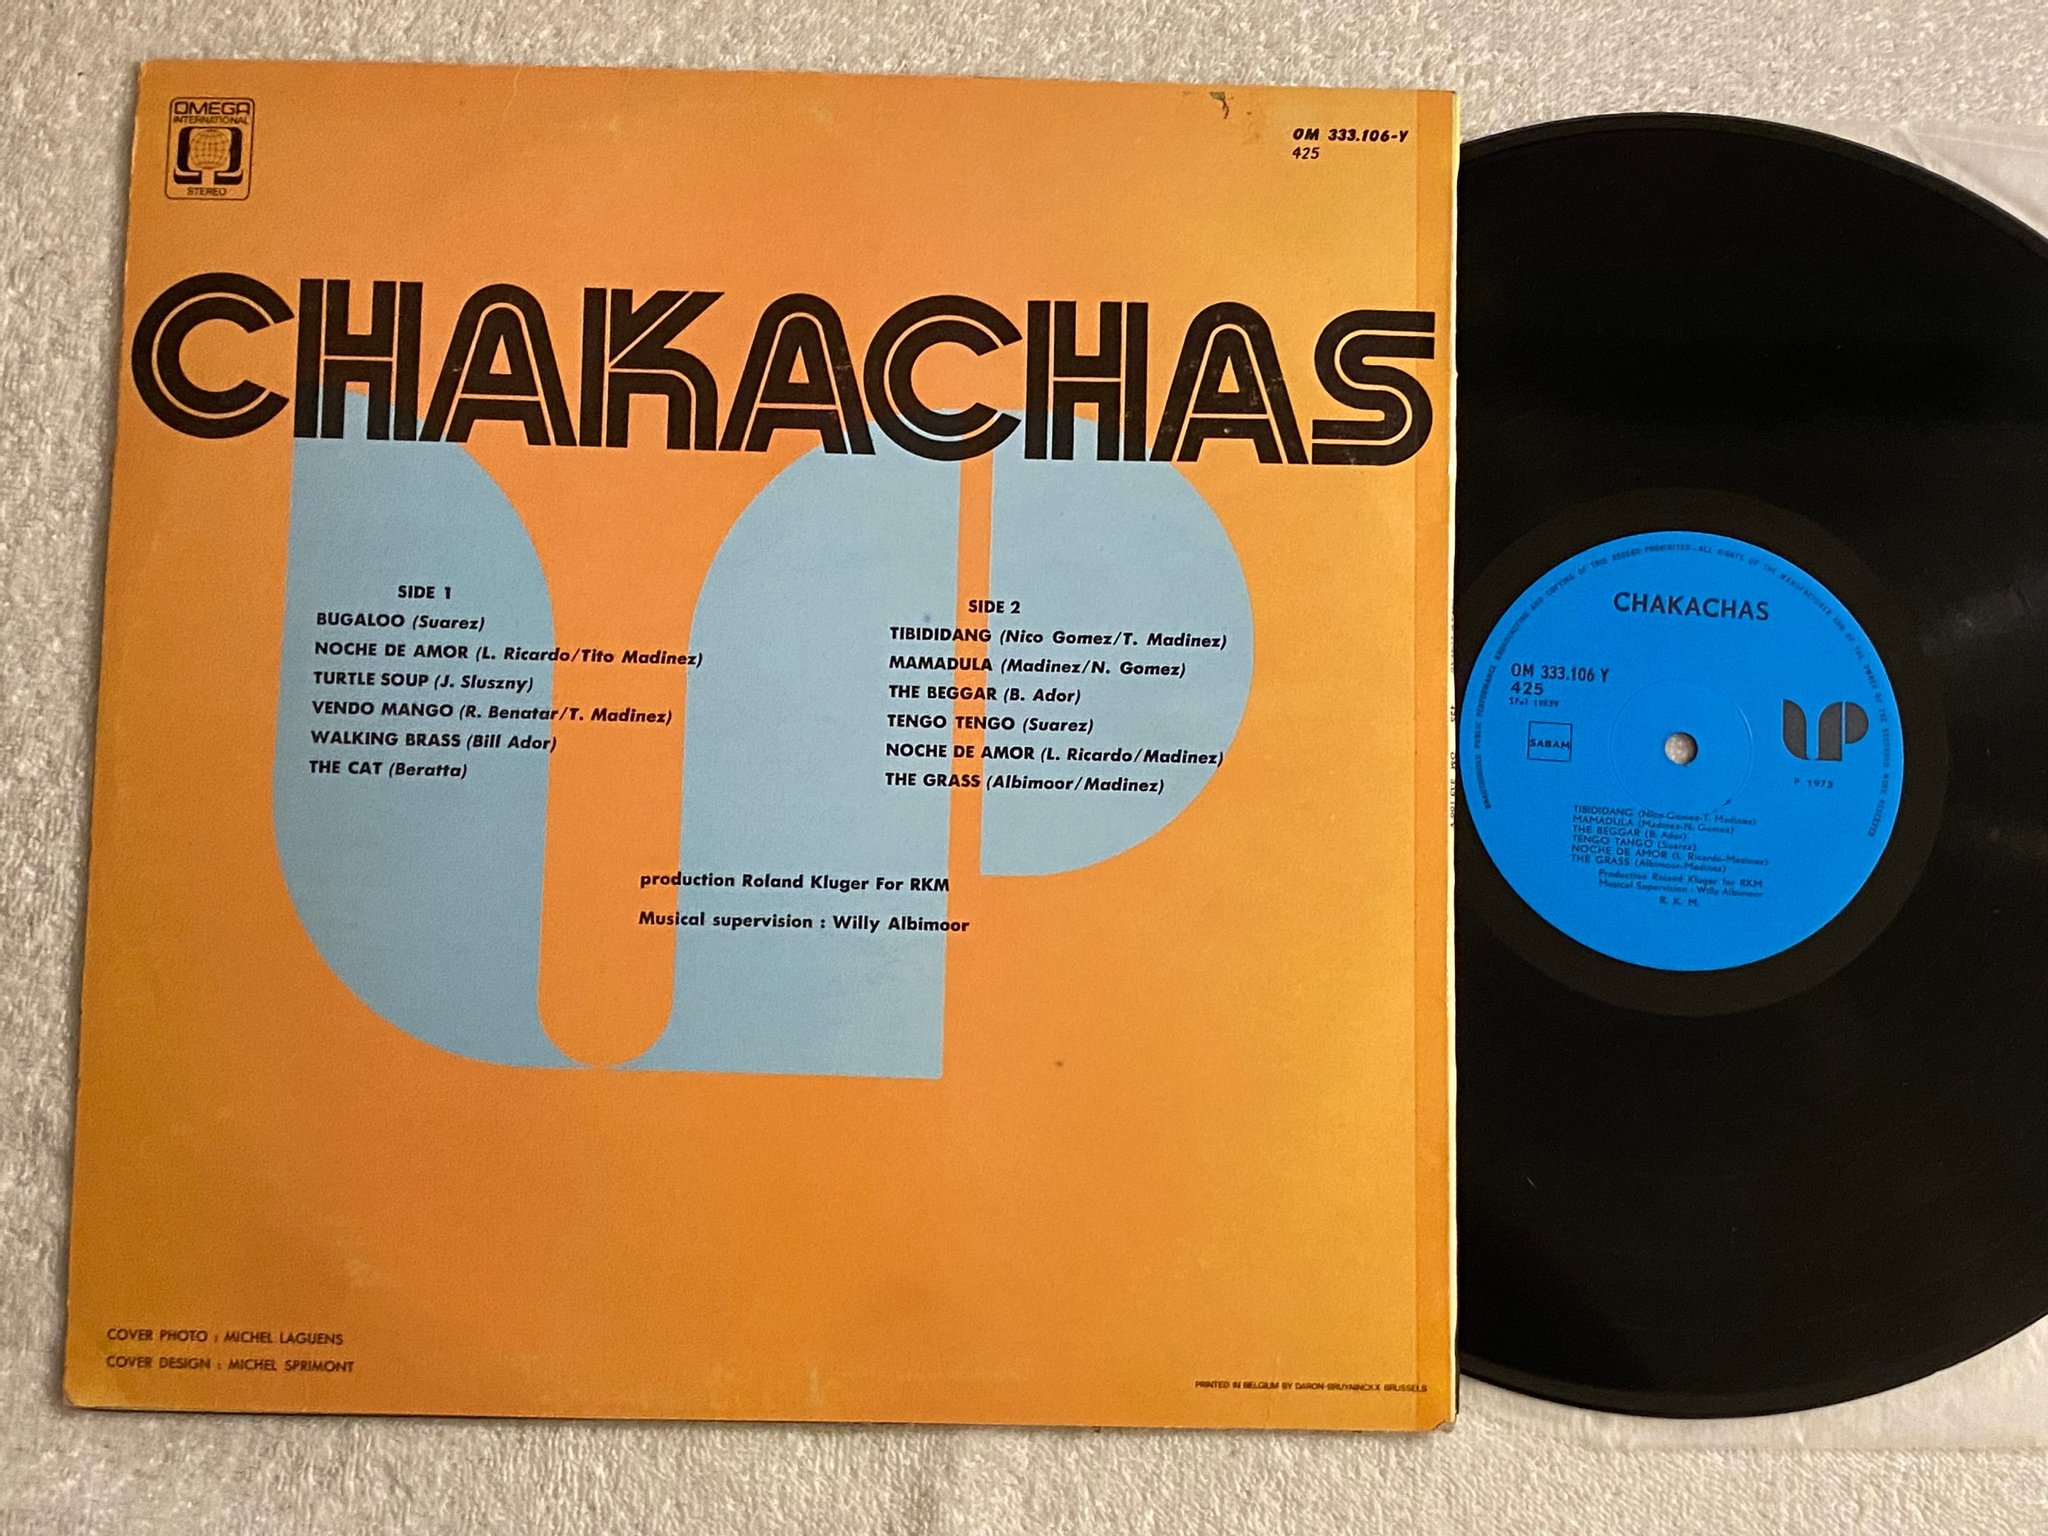 OMEGA
INTERNATIONAL
STEREO
OM 333.106-Y
425
CHAKACHAS
UP
SIDE 1
BUGALOO (Suarez)
NOCHE DE AMOR (L. Ricardo/Tito Madinez)
TURTLE SOUP (J. Sluszny)
VENDO MANGO (R. Benatar/T. Madinez)
WALKING BRASS (Bill Ador)
THE CAT (Beratta)
SIDE 2
TIBIDIDANG (Nico Gomez/T. Madinez)
MAMADULA (Madinez/N. Gomez)
THE BEGGAR (B. Ador)
TENGO TENGO (Suarez)
NOCHE DE AMOR (L. Ricardo/Madinez)
THE GRASS (Albimoor/Madinez)
production Roland Kluger For RKM
Musical supervision : Willy Albimoor
COVER PHOTO : MICHEL LAGUENS
COVER DESIGN : MICHEL SPRIMONT
PRINTED IN BELGIUM BY DARON-BRUYNINCKX BRUSSELS
CHAKACHAS
OM 333.106 Y
425
SABAM
UP
P 1973
TIBIDIDANG (Nico Gomez-T. Madinez)
MAMADULA (Madinez-N. Gomez)
THE BEGGAR (B. Ador)
TENGO TANGO (Suarez)
NOCHE DE AMOR (L. Ricardo-Madinez)
THE GRASS (Albimoor-Madinez)
Production Roland Kluger for RKM
Musical Supervision : Willy Albimoor
R. K. M.